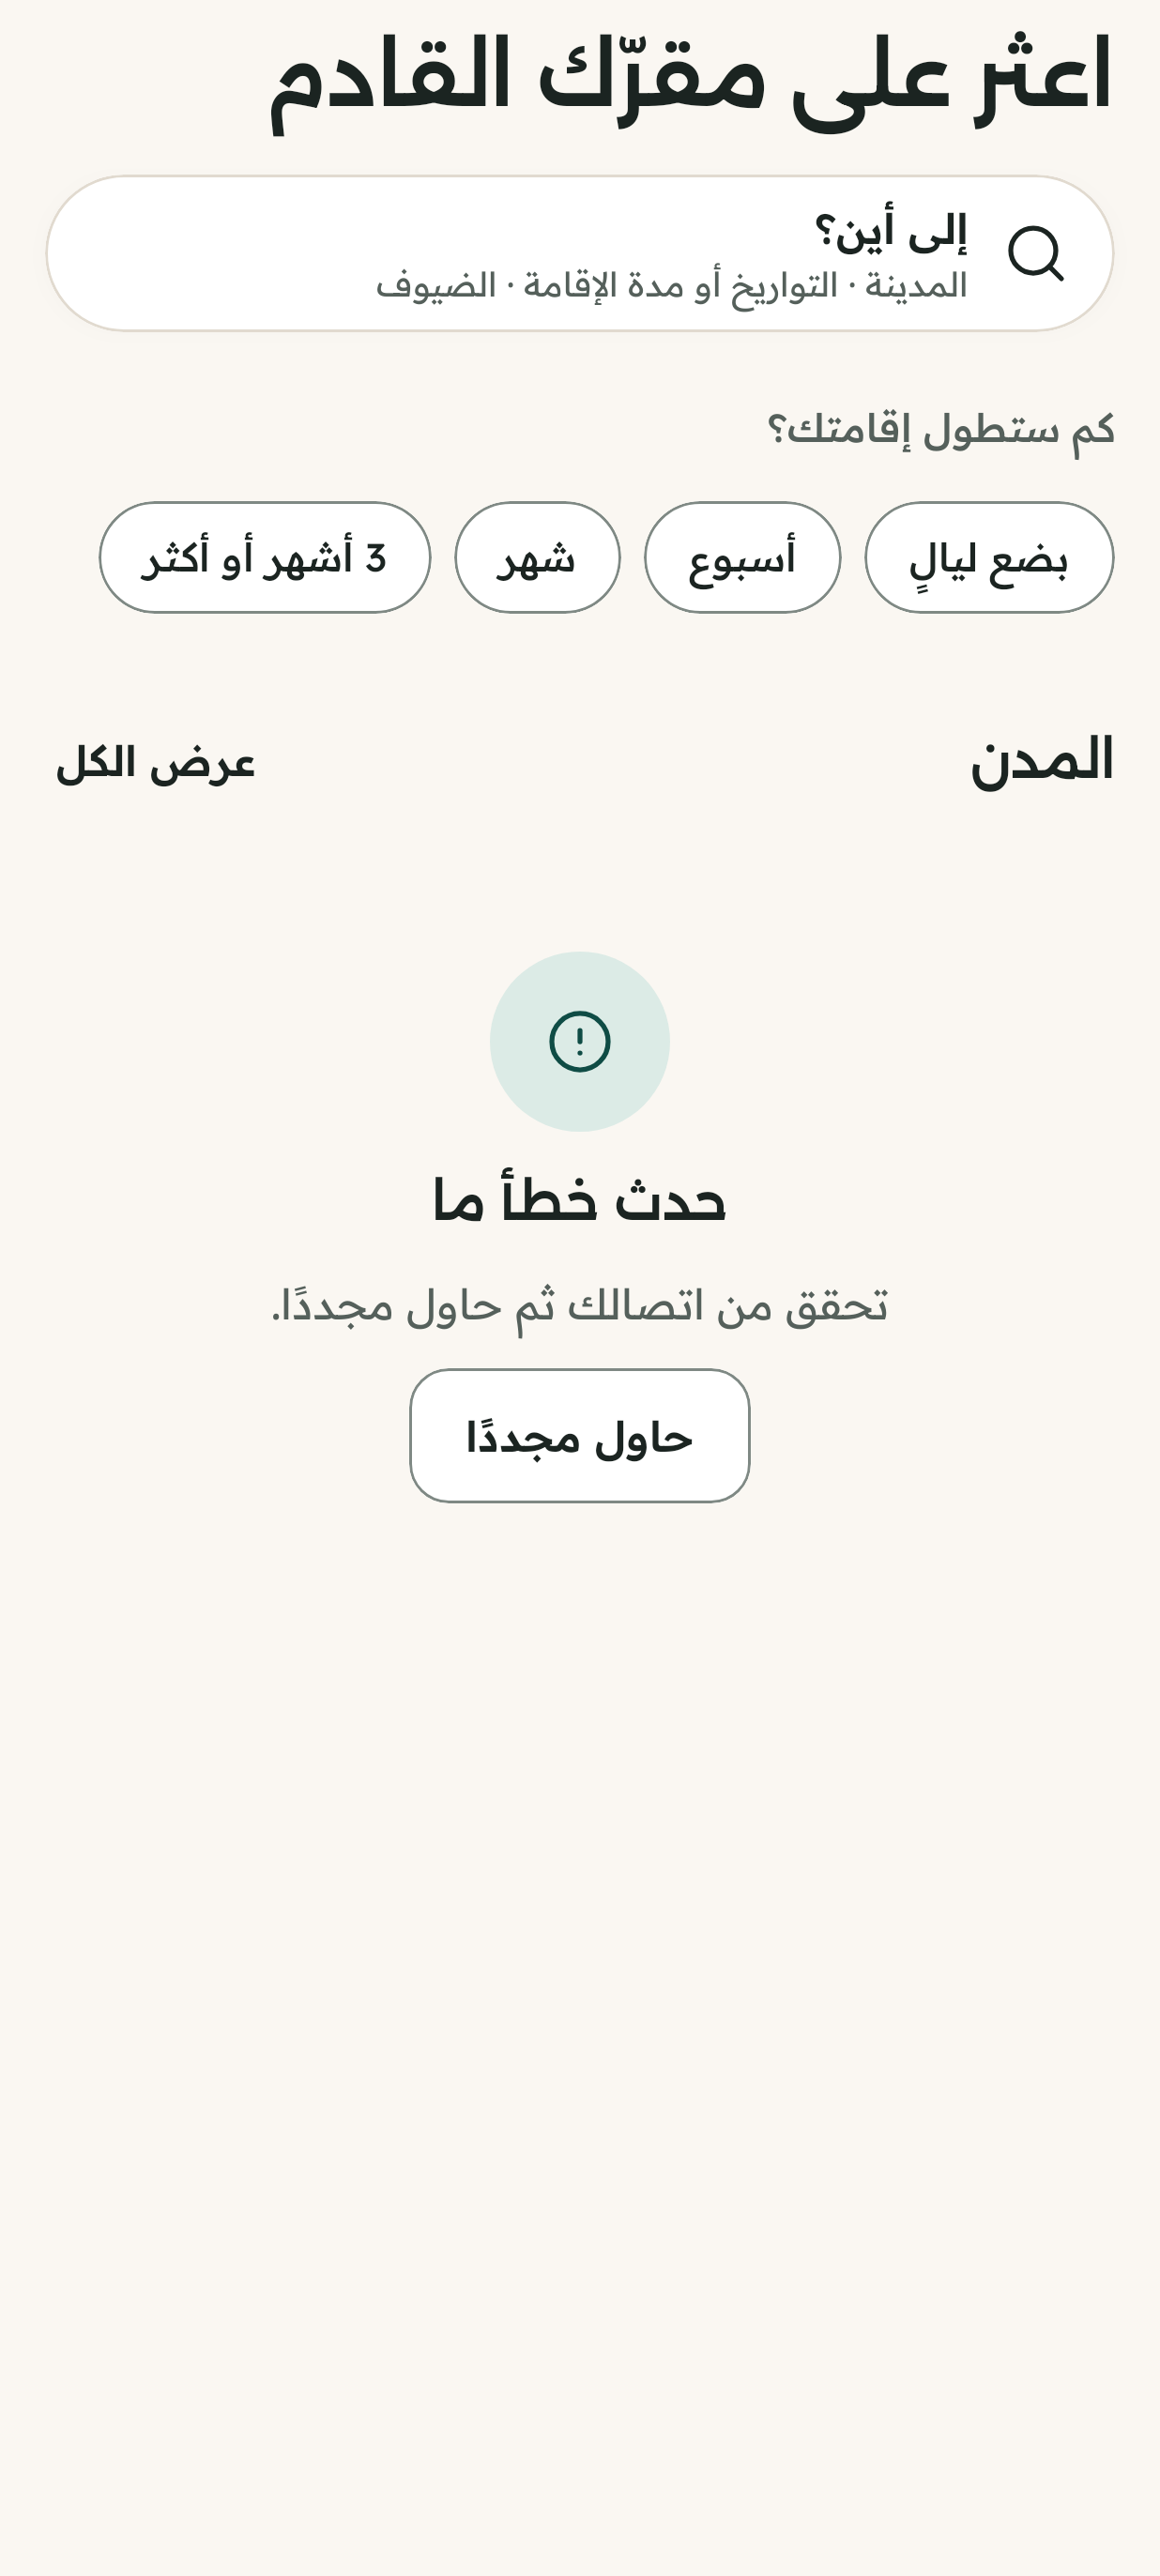 اعثر على مقرّك القادم
إلى أين؟
المدينة · التواريخ أو مدة الإقامة · الضيوف
كم ستطول إقامتك؟
بضع ليالٍ
أسبوع
شهر
3 أشهر أو أكثر
المدن
عرض الكل
حدث خطأ ما
تحقق من اتصالك ثم حاول مجددًا.
حاول مجددًا